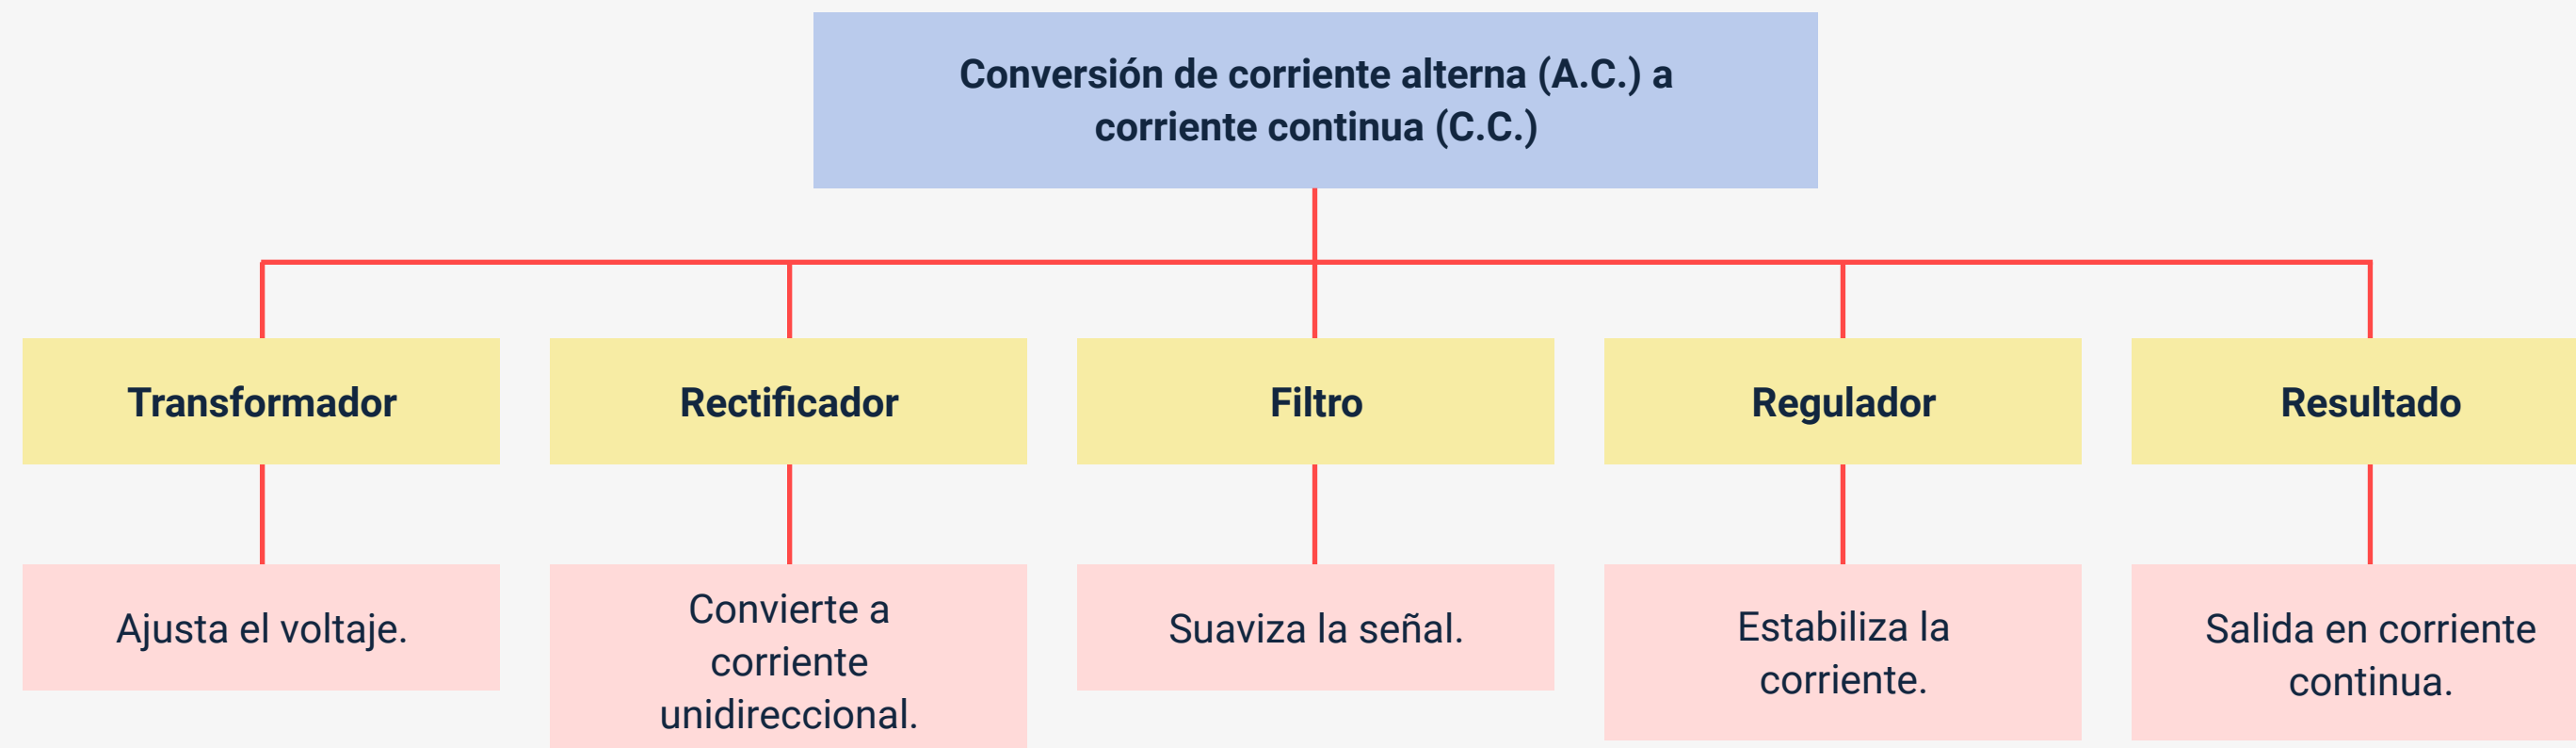 Conversión de corriente alterna (A.C.) a
corriente continua (C.C.)
Transformador
Rectificador
Filtro
Regulador
Resultado
Ajusta el voltaje.
Convierte a
corriente
unidireccional.
Suaviza la señal.
Estabiliza la
corriente.
Salida en corriente
continua.